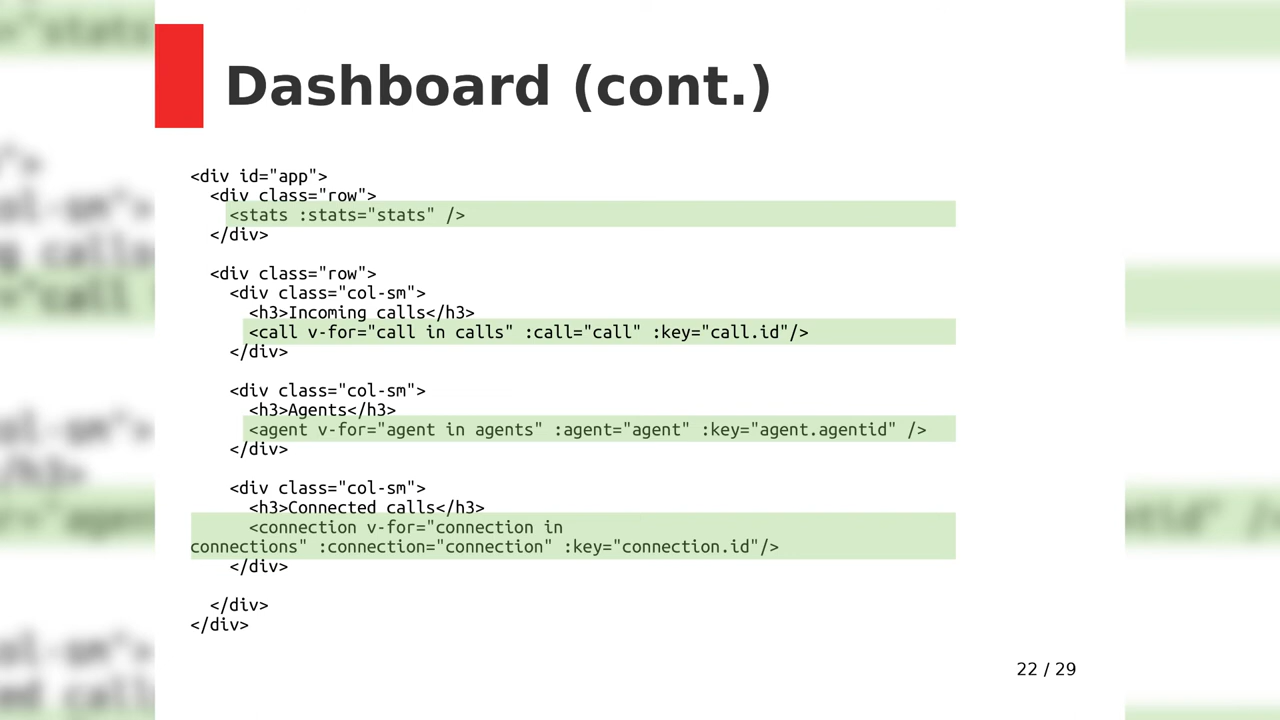 Dashboard (cont.)
<div id="app">
  <div class="row">
    <stats :stats="stats" />
  </div>

  <div class="row">
    <div class="col-sm">
      <h3>Incoming calls</h3>
      <call v-for="call in calls" :call="call" :key="call.id"/>
    </div>

    <div class="col-sm">
      <h3>Agents</h3>
      <agent v-for="agent in agents" :agent="agent" :key="agent.agentid" />
    </div>

    <div class="col-sm">
      <h3>Connected calls</h3>
      <connection v-for="connection in
connections" :connection="connection" :key="connection.id"/>
    </div>

  </div>
</div>
22 / 29